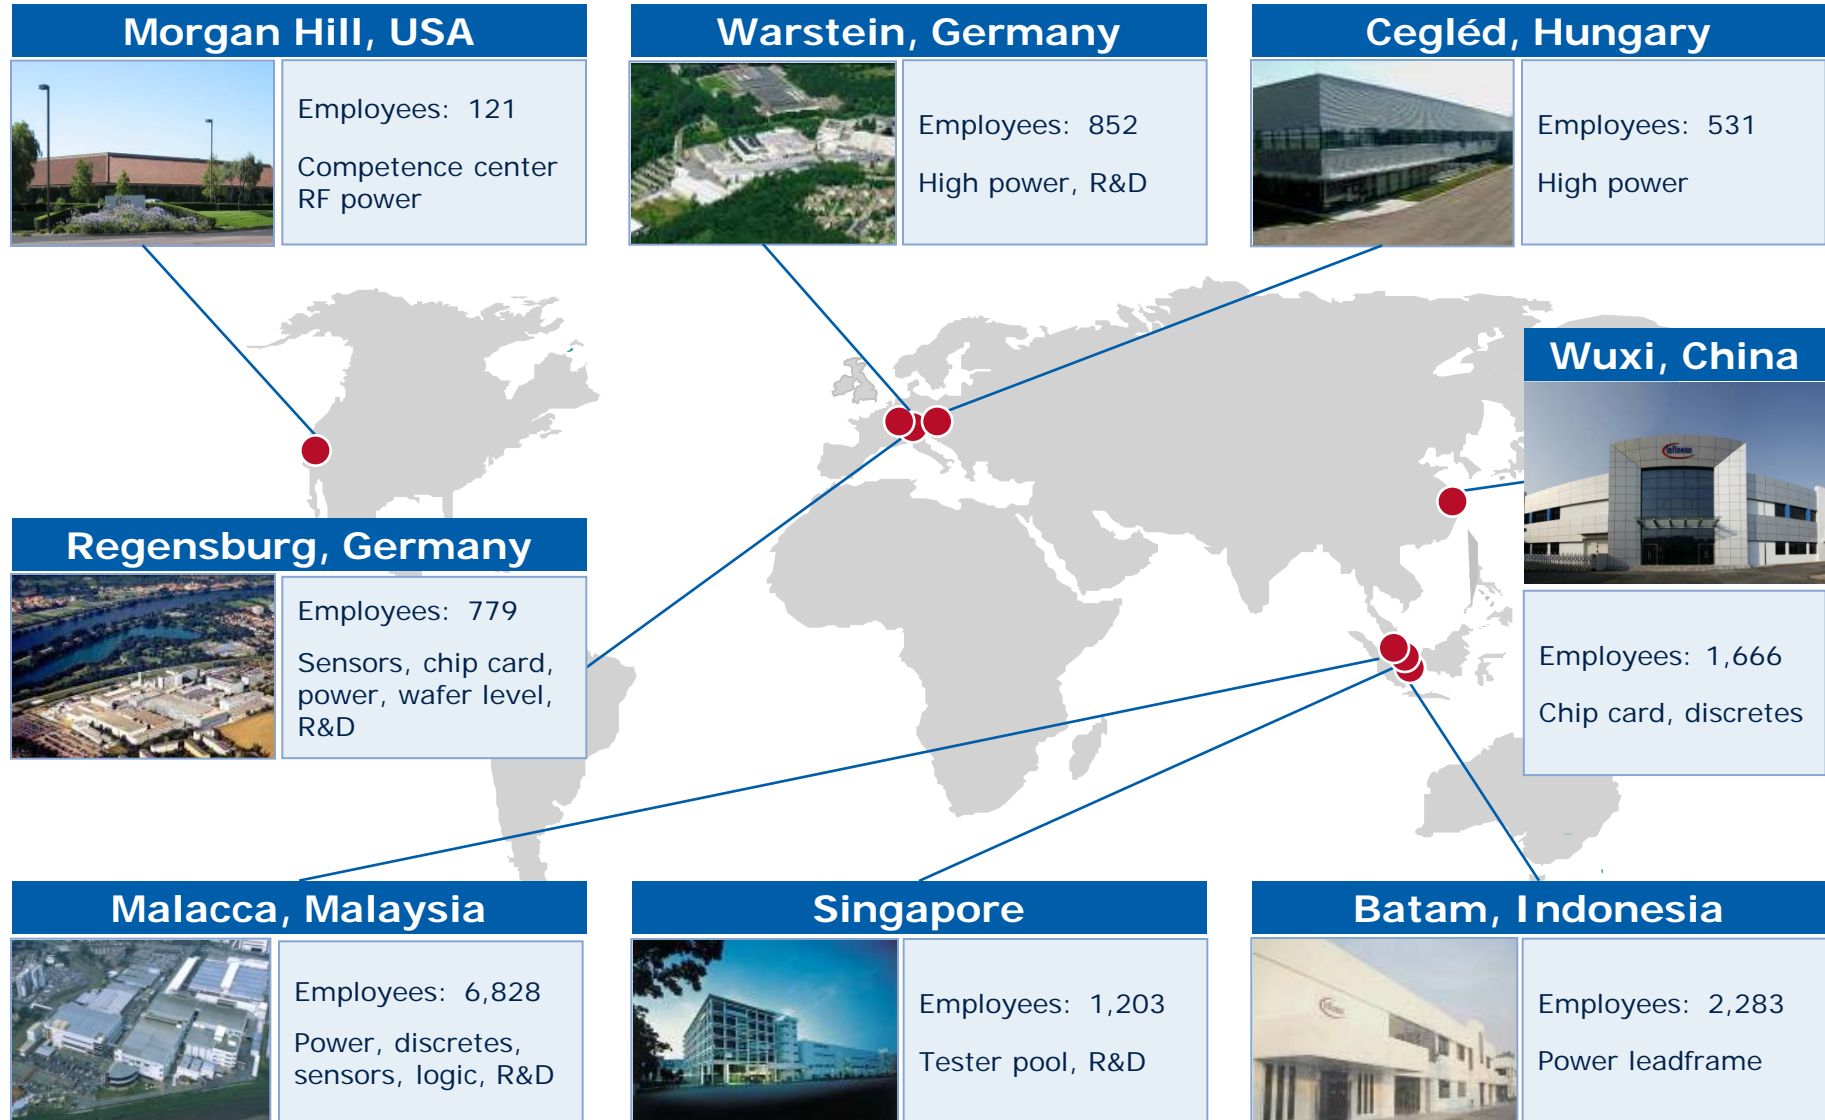 Morgan Hill, USA
Employees: 121
Competence center
RF power
Warstein, Germany
Employees: 852
High power, R&D
Cegléd, Hungary
Employees: 531
High power
Wuxi, China
infineon
Employees: 1,666
Chip card, discretes
Regensburg, Germany
Employees: 779
Sensors, chip card,
power, wafer level,
R&D
Malacca, Malaysia
Employees: 6,828
Power, discretes,
sensors, logic, R&D
Singapore
Employees: 1,203
Tester pool, R&D
Batam, Indonesia
infineon
Employees: 2,283
Power leadframe